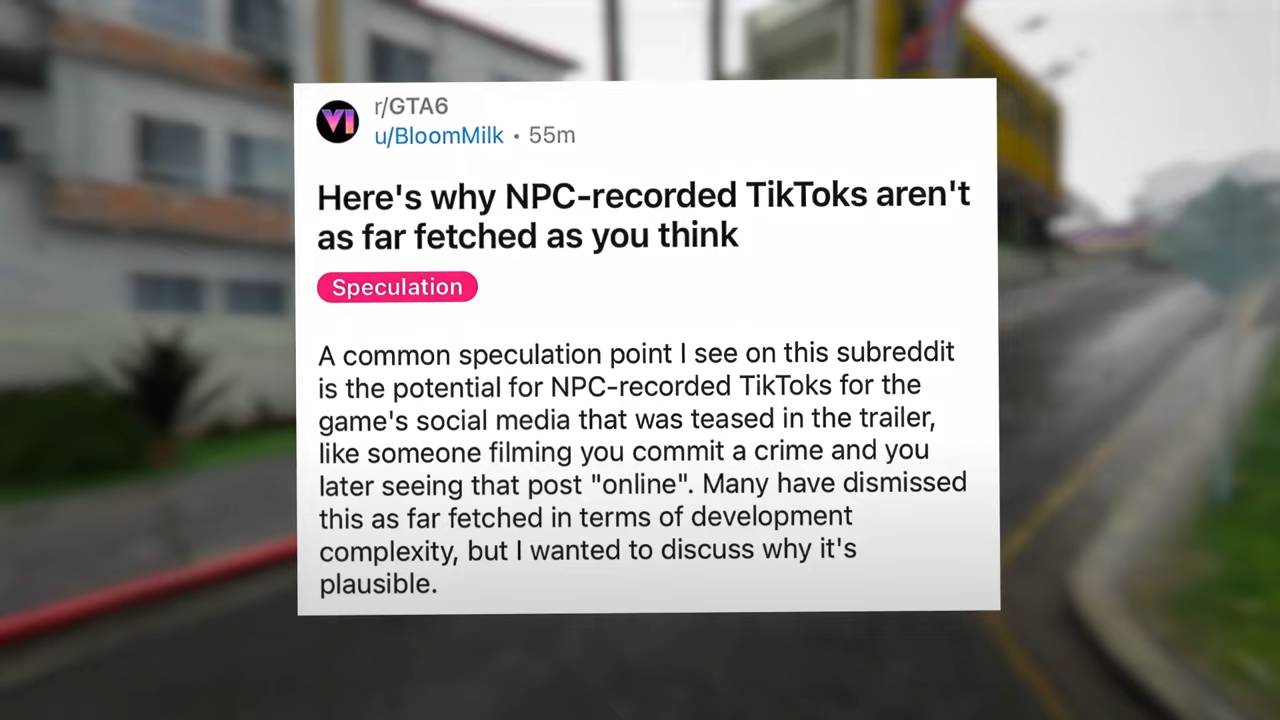 VI
r/GTA6
u/BloomMilk • 55m
Here's why NPC-recorded TikToks aren't
as far fetched as you think
Speculation
A common speculation point I see on this subreddit
is the potential for NPC-recorded TikToks for the
game's social media that was teased in the trailer,
like someone filming you commit a crime and you
later seeing that post "online". Many have dismissed
this as far fetched in terms of development
complexity, but I wanted to discuss why it's
plausible.